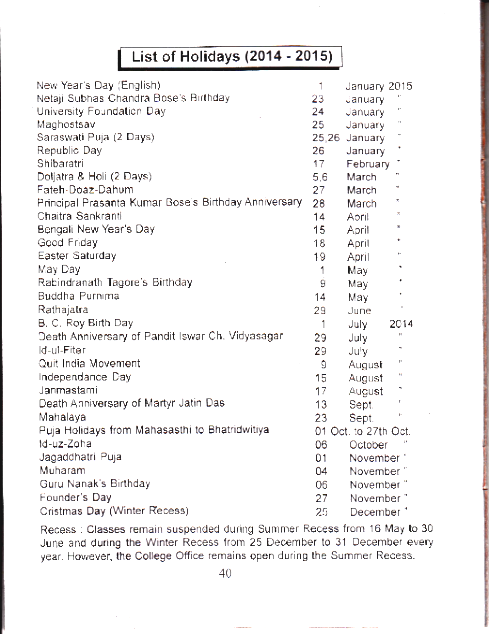 List of Holidays (2014 - 2015)
New Year's Day (English) 1 January 2015
Netaji Subhas Chandra Bose's Birthday 23 January "
University Foundation Day 24 January "
Maghostsav 25 January "
Saraswati Puja (2 Days) 25,26 January "
Republic Day 26 January "
Shibaratri 17 February "
Doljatra & Holi (2 Days) 5,6 March "
Fateh-Doaz-Dahum 27 March "
Principal Prasanta Kumar Bose's Birthday Anniversary 28 March "
Chaitra Sankranti 14 April "
Bengali New Year's Day 15 April "
Good Friday 18 April "
Easter Saturday 19 April "
May Day 1 May "
Rabindranath Tagore's Birthday 9 May "
Buddha Purnima 14 May "
Rathajatra 29 June "
B. C. Roy Birth Day 1 July 2014
Death Anniversary of Pandit Iswar Ch. Vidyasagar 29 July "
Id-ul-Fiter 29 July "
Quit India Movement 9 August "
Independance Day 15 August "
Janmastami 17 August "
Death Anniversary of Martyr Jatin Das 13 Sept. "
Mahalaya 23 Sept. "
Puja Holidays from Mahasasthi to Bhatridwitiya 01 Oct. to 27th Oct.
Id-uz-Zoha 06 October "
Jagaddhatri Puja 01 November "
Muharam 04 November "
Guru Nanak's Birthday 06 November "
Founder's Day 27 November "
Cristmas Day (Winter Recess) 25 December "
Recess : Classes remain suspended during Summer Recess from 16 May to 30
June and during the Winter Recess from 25 December to 31 December every
year. However, the College Office remains open during the Summer Recess.
40